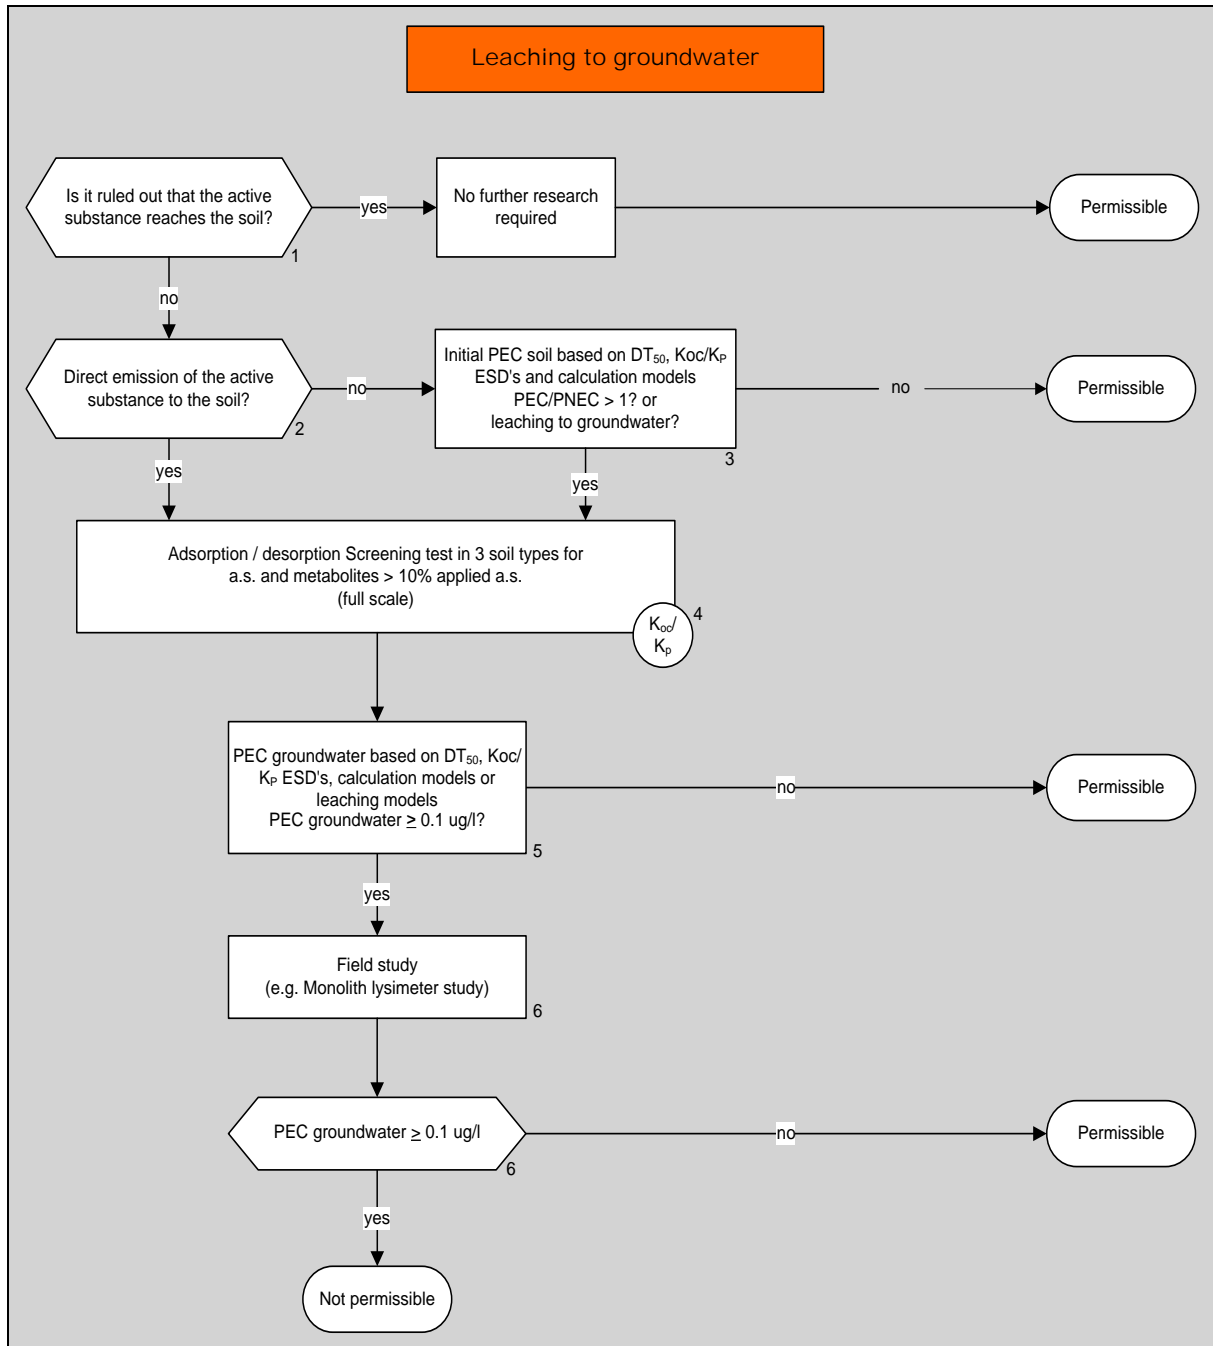 Leaching to groundwater
Is it ruled out that the active
substance reaches the soil?
1
yes
No further research
required
Permissible
no
Direct emission of the active
substance to the soil?
2
no
Initial PEC soil based on DT50, Koc/KP
ESD's and calculation models
PEC/PNEC > 1? or
leaching to groundwater?
3
no
Permissible
yes
yes
Adsorption / desorption Screening test in 3 soil types for
a.s. and metabolites > 10% applied a.s.
(full scale)
4
Koc/
Kp
PEC groundwater based on DT50, Koc/
KP ESD's, calculation models or
leaching models
PEC groundwater ≥ 0.1 ug/l?
5
no
Permissible
yes
Field study
(e.g. Monolith lysimeter study)
6
PEC groundwater ≥ 0.1 ug/l
6
no
Permissible
yes
Not permissible